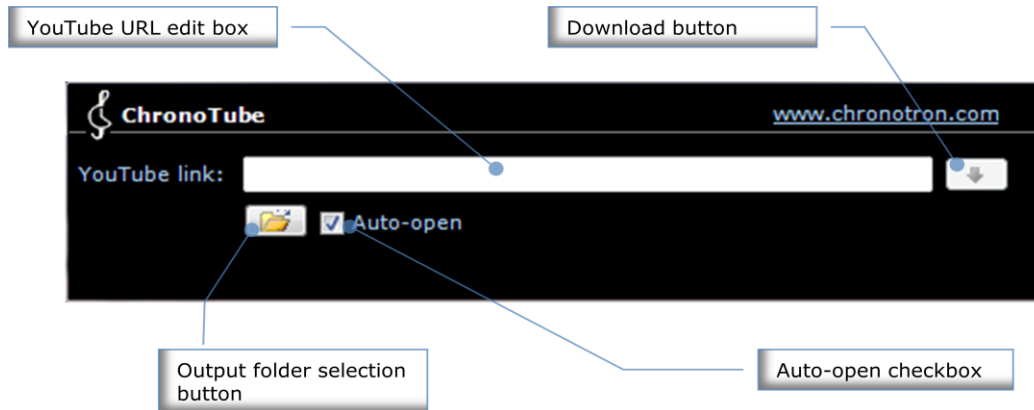 YouTube URL edit box
Download button
ChronoTube
www.chronotron.com
YouTube link:
Auto-open
Output folder selection
button
Auto-open checkbox